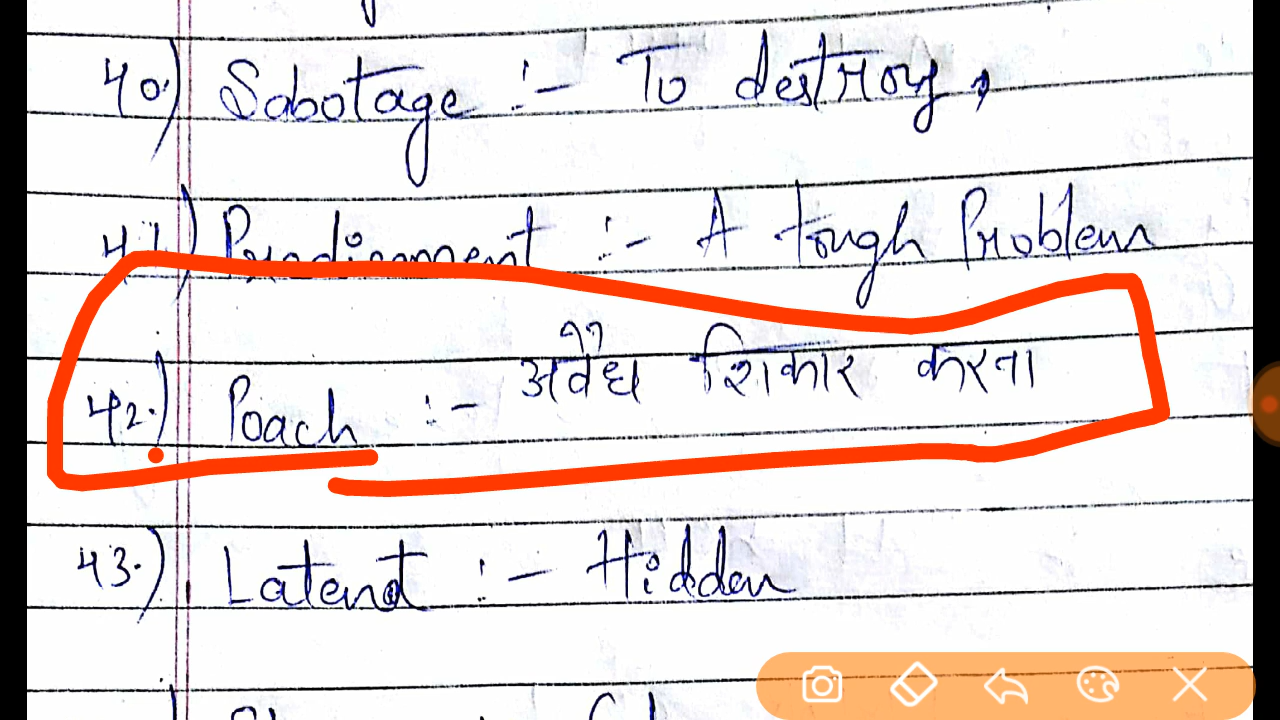 40.) Sabotage :- To destroy,
41.) Predicament :- A tough Problem
42.) Poach :- अवैध शिकार करना
43.) Latent :- Hidden